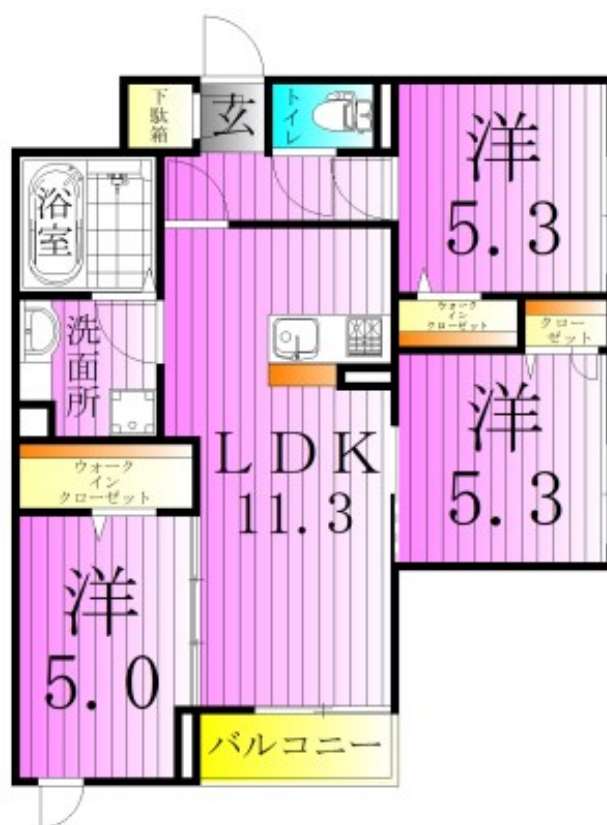 下駄箱
玄
トイレ
洋
5.3
浴室
ウォーク
イン
クローゼット
クロー
ゼット
洗面所
洋
5.3
LDK
11.3
ウォーク
イン
クローゼット
洋
5.0
バルコニー